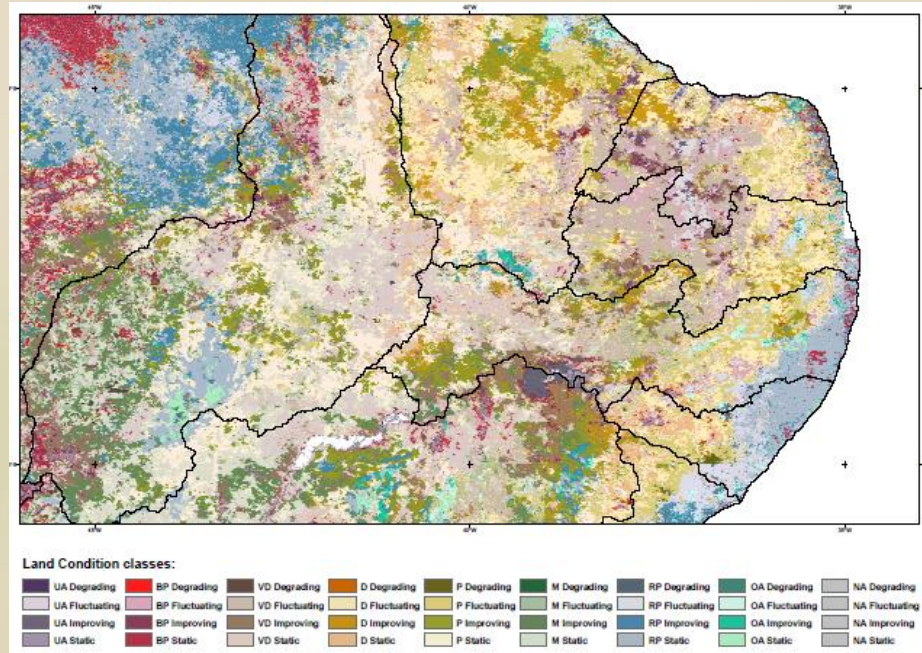 45°W 40°W 35°W
Land Condition classes:
UA Degrading BP Degrading VD Degrading D Degrading P Degrading M Degrading RP Degrading OA Degrading NA Degrading
UA Fluctuating BP Fluctuating VD Fluctuating D Fluctuating P Fluctuating M Fluctuating RP Fluctuating OA Fluctuating NA Fluctuating
UA Improving BP Improving VD Improving D Improving P Improving M Improving RP Improving OA Improving NA Improving
UA Static BP Static VD Static D Static P Static M Static RP Static OA Static NA Static